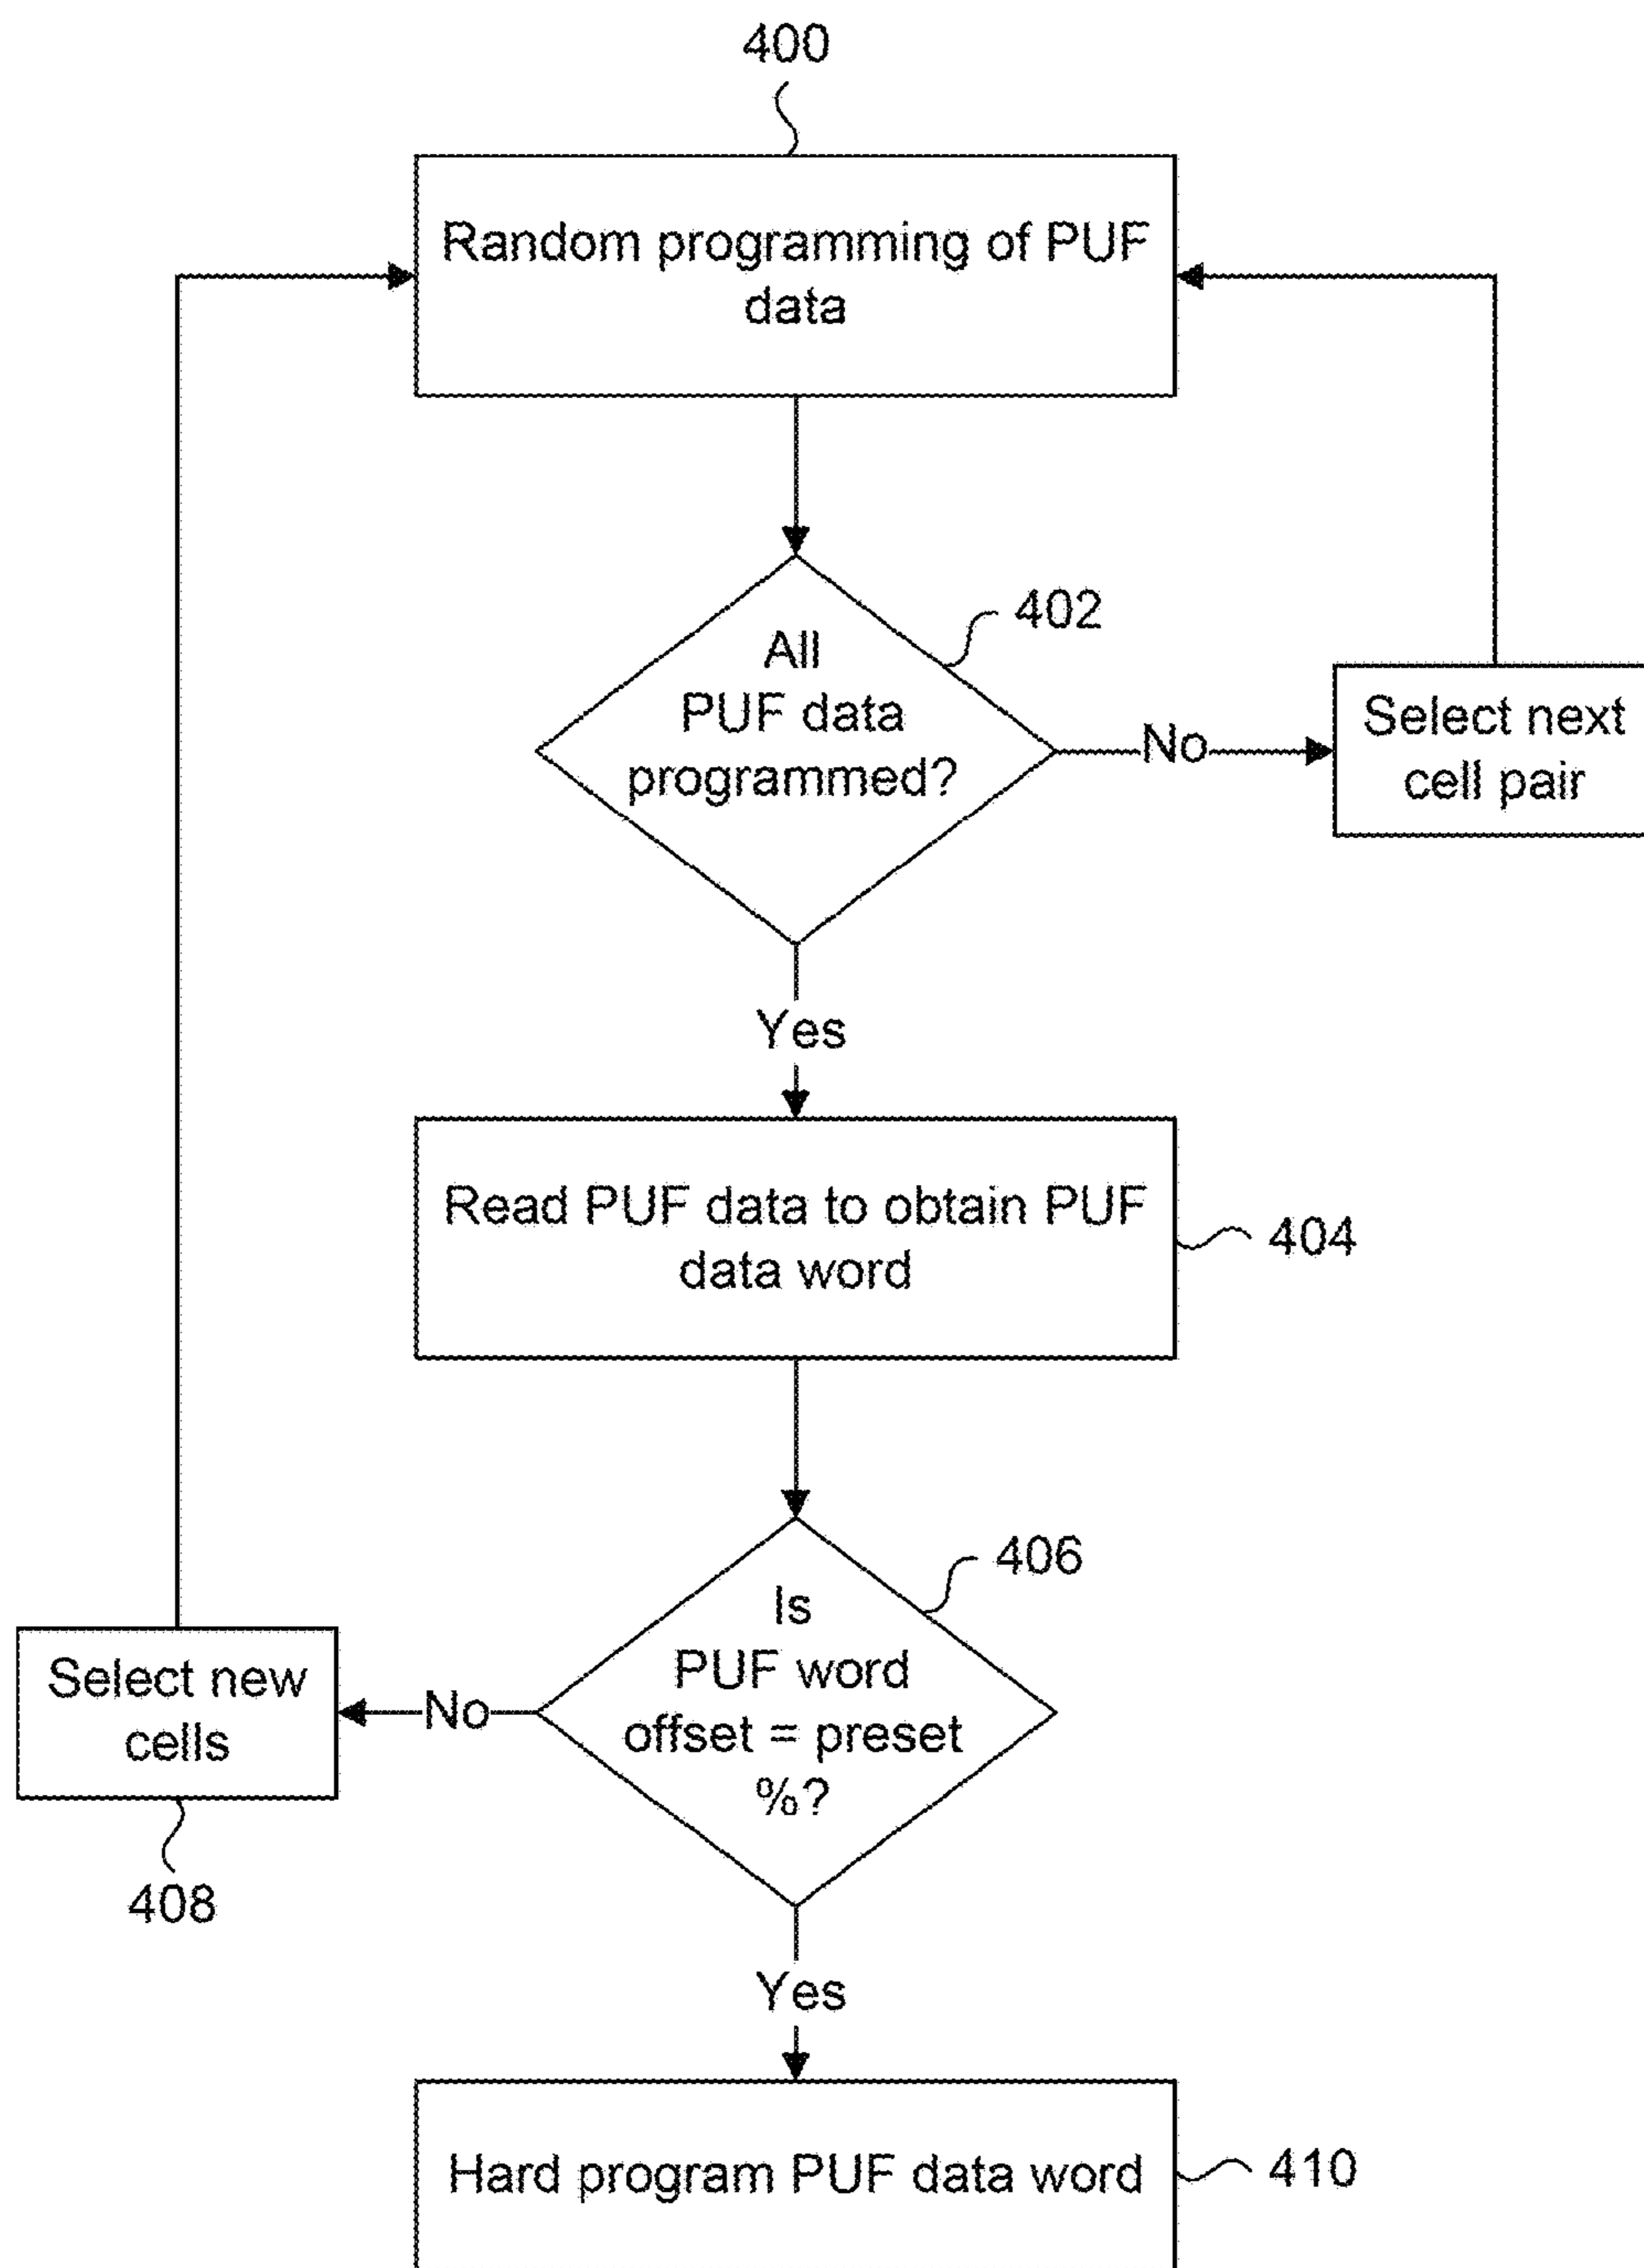 400
Random programming of PUF
data
402
All
PUF data
programmed?
No
Select next
cell pair
Yes
Read PUF data to obtain PUF
data word
404
406
Is
PUF word
offset = preset
%?
No
Select new
cells
408
Yes
Hard program PUF data word
410